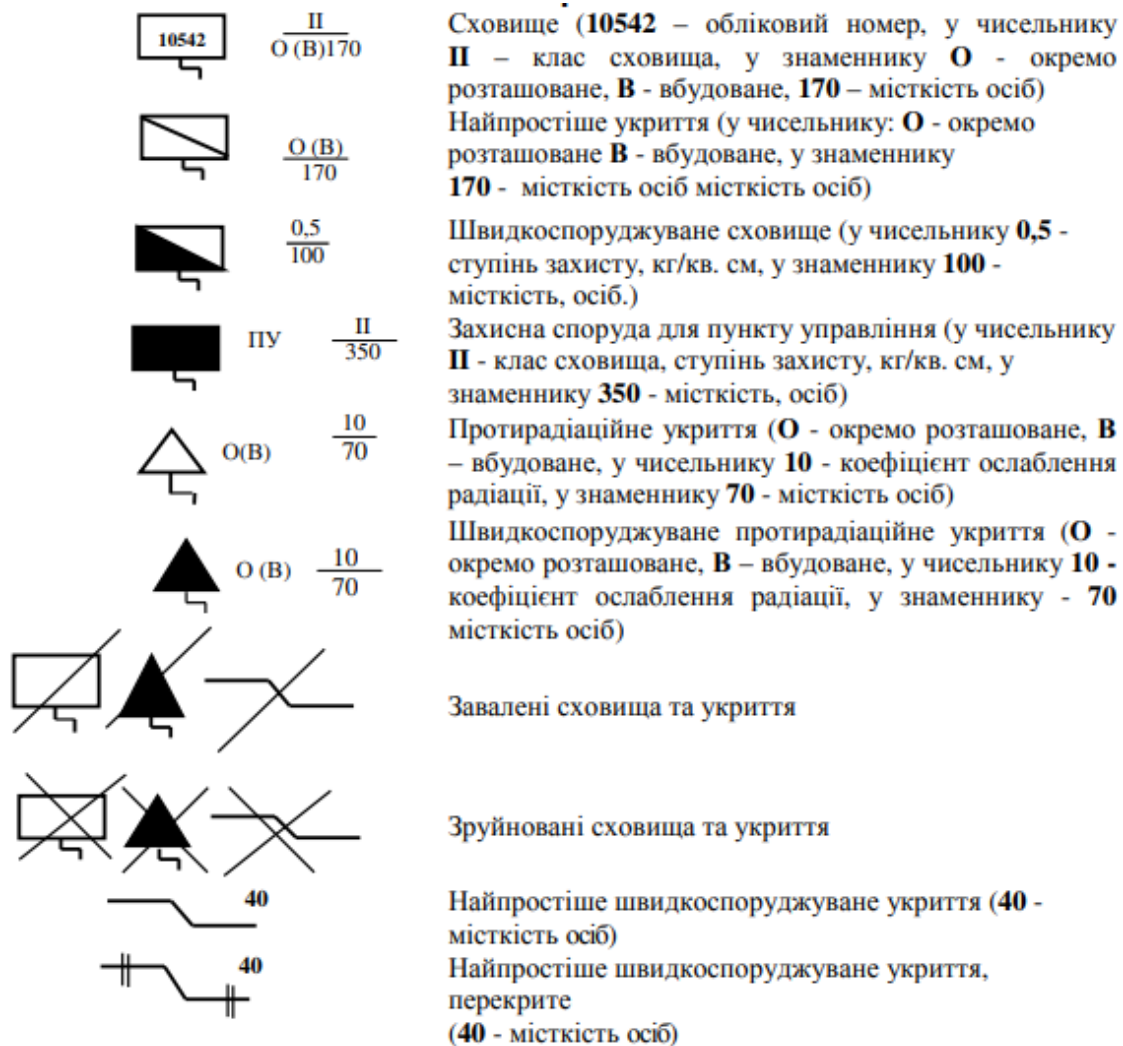 10542
II
О (В)170
Сховище (10542 – обліковий номер, у чисельнику
II – клас сховища, у знаменнику О - окремо
розташоване, В - вбудоване, 170 – місткість осіб)
О (В)
170
Найпростіше укриття (у чисельнику: О - окремо
розташоване В - вбудоване, у знаменнику
170 - місткість осіб місткість осіб)
0,5
100
Швидкоспоруджуване сховище (у чисельнику 0,5 -
ступінь захисту, кг/кв. см, у знаменнику 100 -
місткість, осіб.)
ПУ
II
350
Захисна споруда для пункту управління (у чисельнику
II - клас сховища, ступінь захисту, кг/кв. см, у
знаменнику 350 - місткість, осіб)
О(В)
10
70
Протирадіаційне укриття (О - окремо розташоване, В
– вбудоване, у чисельнику 10 - коефіцієнт ослаблення
радіації, у знаменнику 70 - місткість осіб)
О (В)
10
70
Швидкоспоруджуване протирадіаційне укриття (О -
окремо розташоване, В – вбудоване, у чисельнику 10 -
коефіцієнт ослаблення радіації, у знаменнику - 70
місткість осіб)
Завалені сховища та укриття
Зруйновані сховища та укриття
40
Найпростіше швидкоспоруджуване укриття (40 -
місткість осіб)
40
Найпростіше швидкоспоруджуване укриття,
перекрите
(40 - місткість осіб)